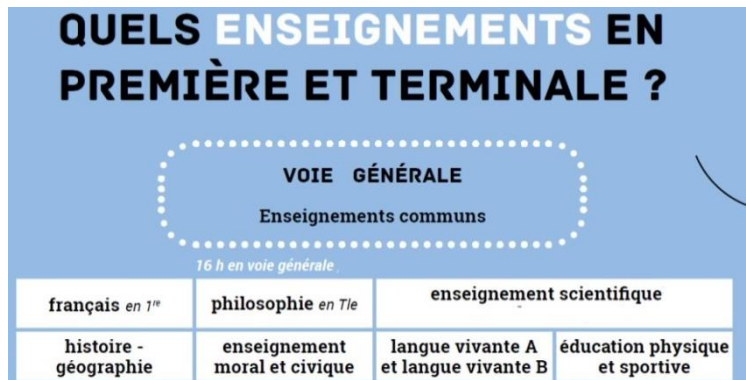 QUELS ENSEIGNEMENTS EN
PREMIÈRE ET TERMINALE ?
VOIE GÉNÉRALE
Enseignements communs
16 h en voie générale,
français en 1re
philosophie en Tle
enseignement scientifique
histoire -
géographie
enseignement
moral et civique
langue vivante A
et langue vivante B
éducation physique
et sportive